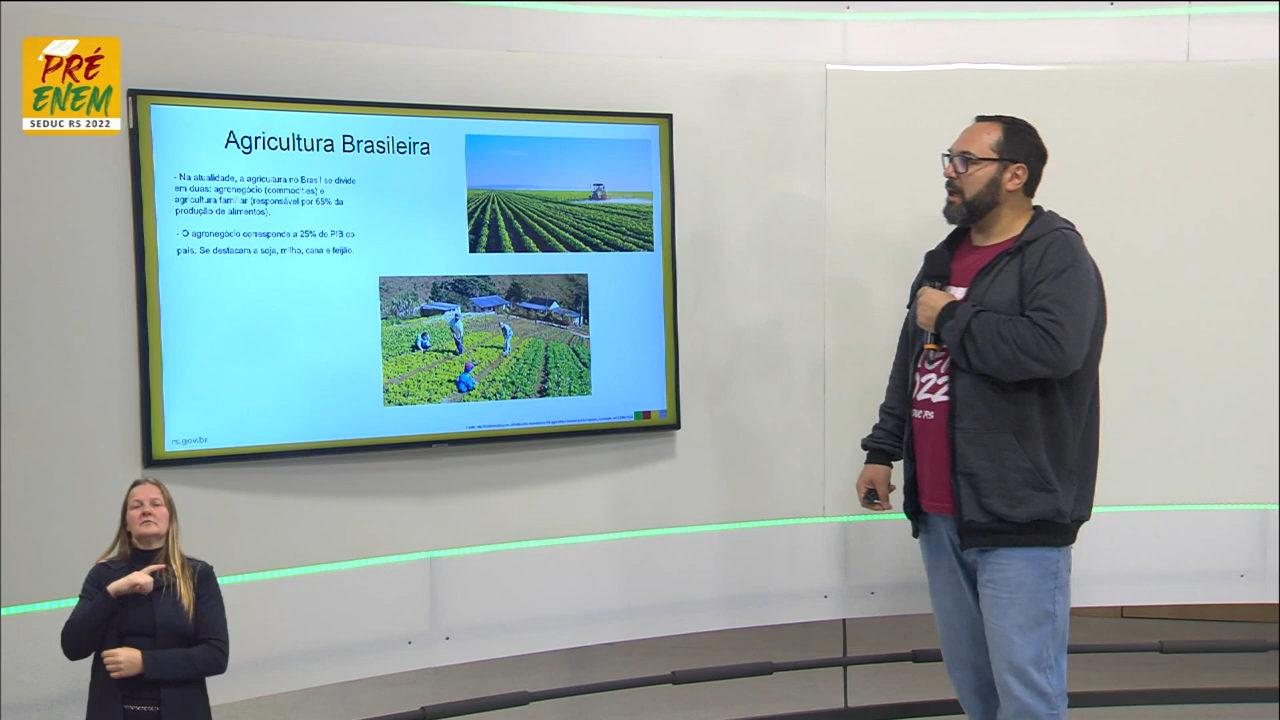 PRÉ
ENEM
SEDUC RS 2022
Agricultura Brasileira
- Na atualidade, a agricultura no Brasil se divide
em duas: agronegócio (commodities) e
agricultura familiar (responsável por 65% da
produção de alimentos).
- O agronegócio corresponde a 25% do PIB do
país. Se destacam a soja, milho, cana e feijão.
rs.gov.br
2022
RS